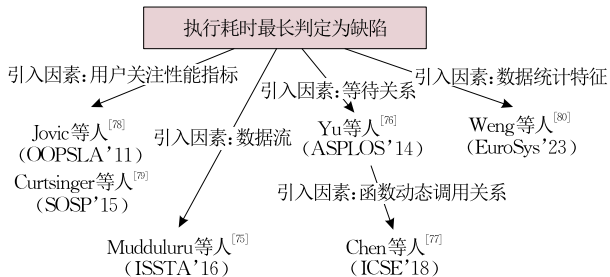 执行耗时最长判定为缺陷
引入因素:用户关注性能指标
引入因素:等待关系
引入因素:数据统计特征
引入因素:数据流
Jovic等人[78]
(OOPSLA'11)
Curtsinger等人[79]
(SOSP'15)
Yu等人[76]
(ASPLOS'14)
Weng等人[80]
(EuroSys'23)
引入因素:函数动态调用关系
Mudduluru等人[75]
(ISSTA'16)
Chen等人[77]
(ICSE'18)